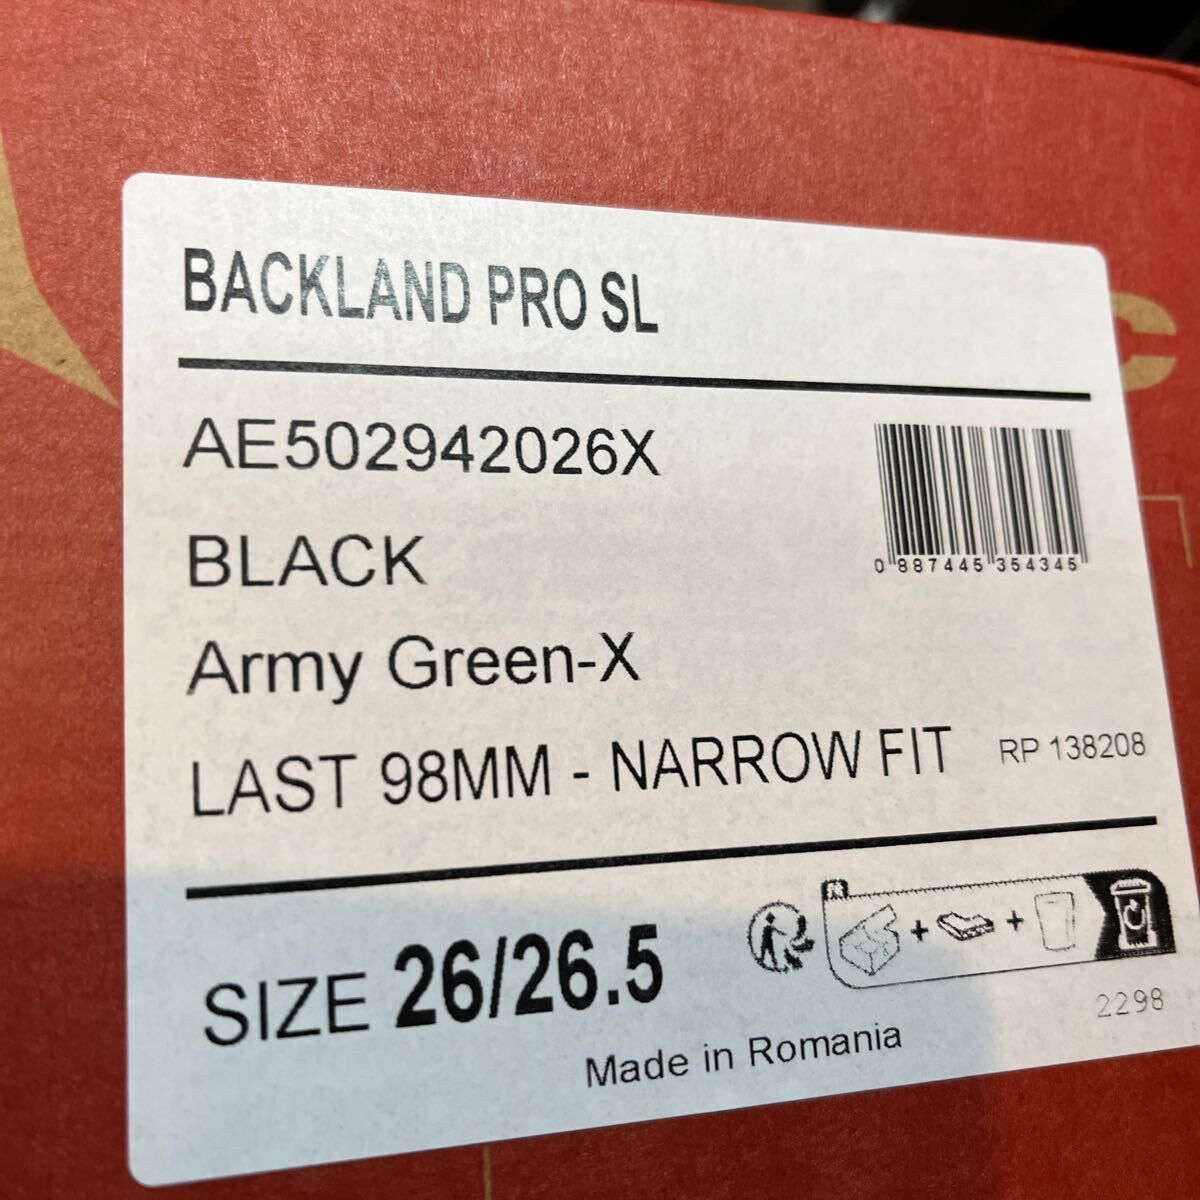 BACKLAND PRO SL
AE502942026X
0 887445 354345
BLACK
Army Green-X
LAST 98MM - NARROW FIT RP 138208
FR
+ +
SIZE 26/26.5
2298
Made in Romania
C